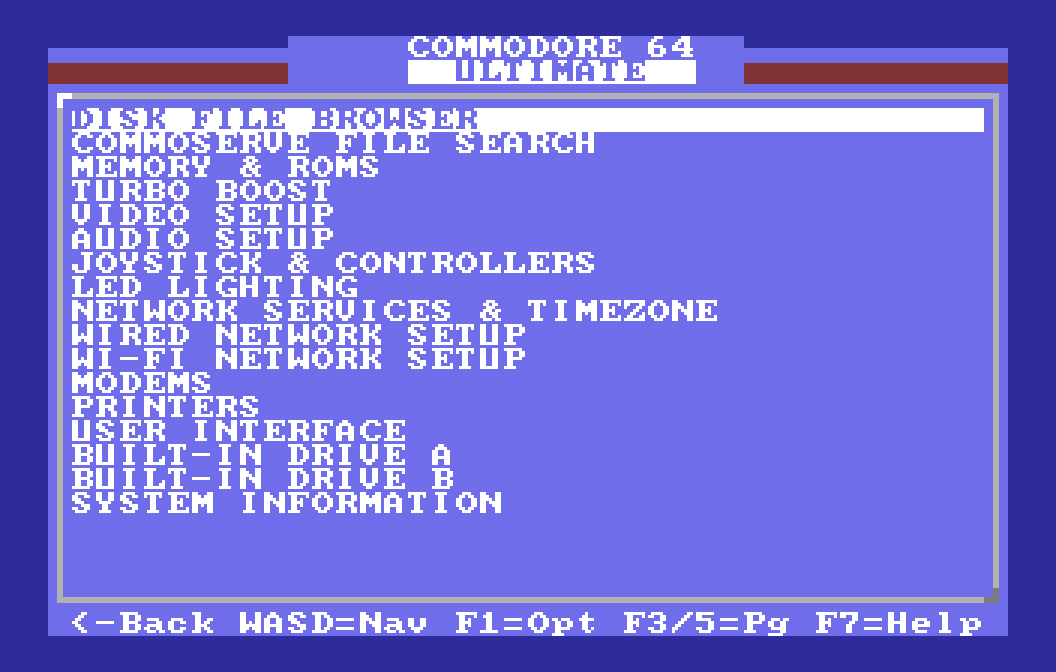 COMMODORE 64
ULTIMATE
DISK FILE BROWSER
COMMOSERVE FILE SEARCH
MEMORY & ROMS
TURBO BOOST
VIDEO SETUP
AUDIO SETUP
JOYSTICK & CONTROLLERS
LED LIGHTING
NETWORK SERVICES & TIMEZONE
WIRED NETWORK SETUP
WI-FI NETWORK SETUP
MODEMS
PRINTERS
USER INTERFACE
BUILT-IN DRIVE A
BUILT-IN DRIVE B
SYSTEM INFORMATION
<-Back WASD=Nav F1=Opt F3/5=Pg F7=Help